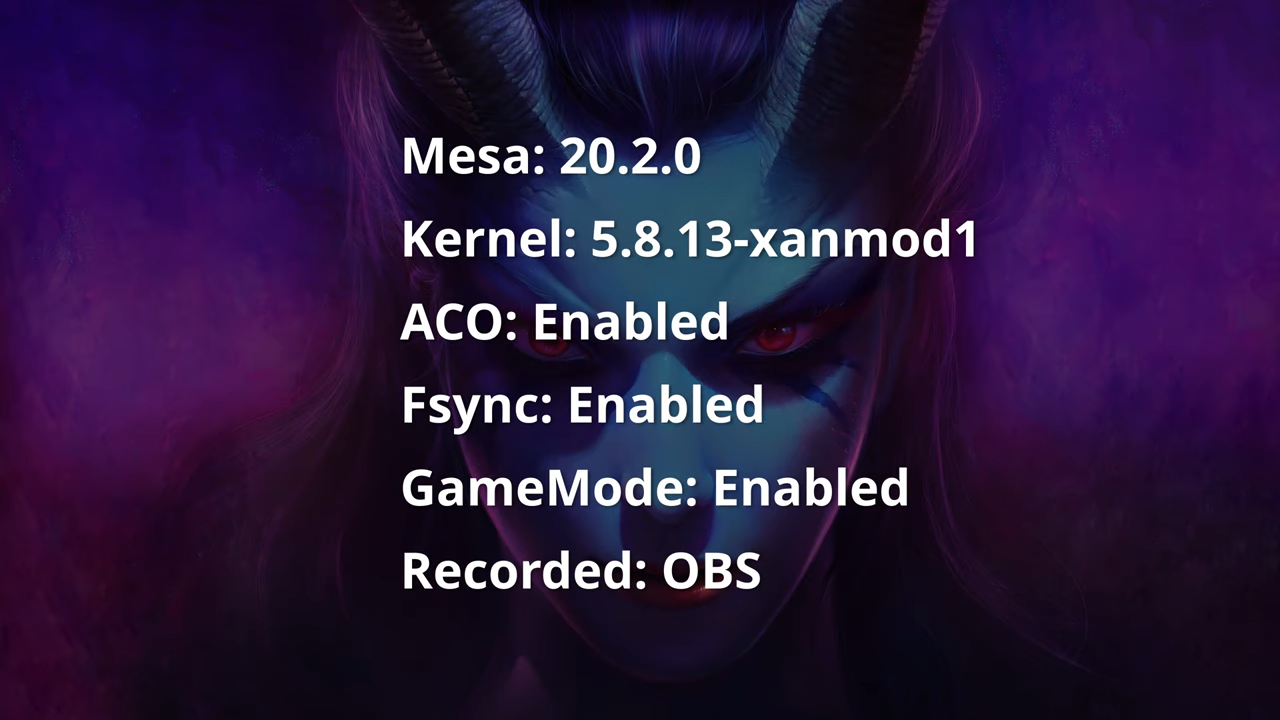 Mesa: 20.2.0
Kernel: 5.8.13-xanmod1
ACO: Enabled
Fsync: Enabled
GameMode: Enabled
Recorded: OBS